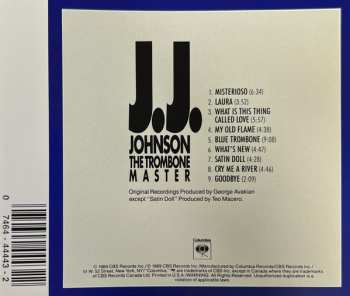 J.J.
JOHNSON
THE TROMBONE
MASTER
1. MISTERIOSO (6:34)
2. LAURA (3:52)
3. WHAT IS THIS THING
CALLED LOVE (5:57)
4. MY OLD FLAME (4:38)
5. BLUE TROMBONE (9:08)
6. WHAT'S NEW (4:47)
7. SATIN DOLL (4:28)
8. CRY ME A RIVER (4:46)
9. GOODBYE (2:09)
Original Recordings Produced by George Avakian
except "Satin Doll" Produced by Teo Macero.
Columbia
0 7464-44443-2